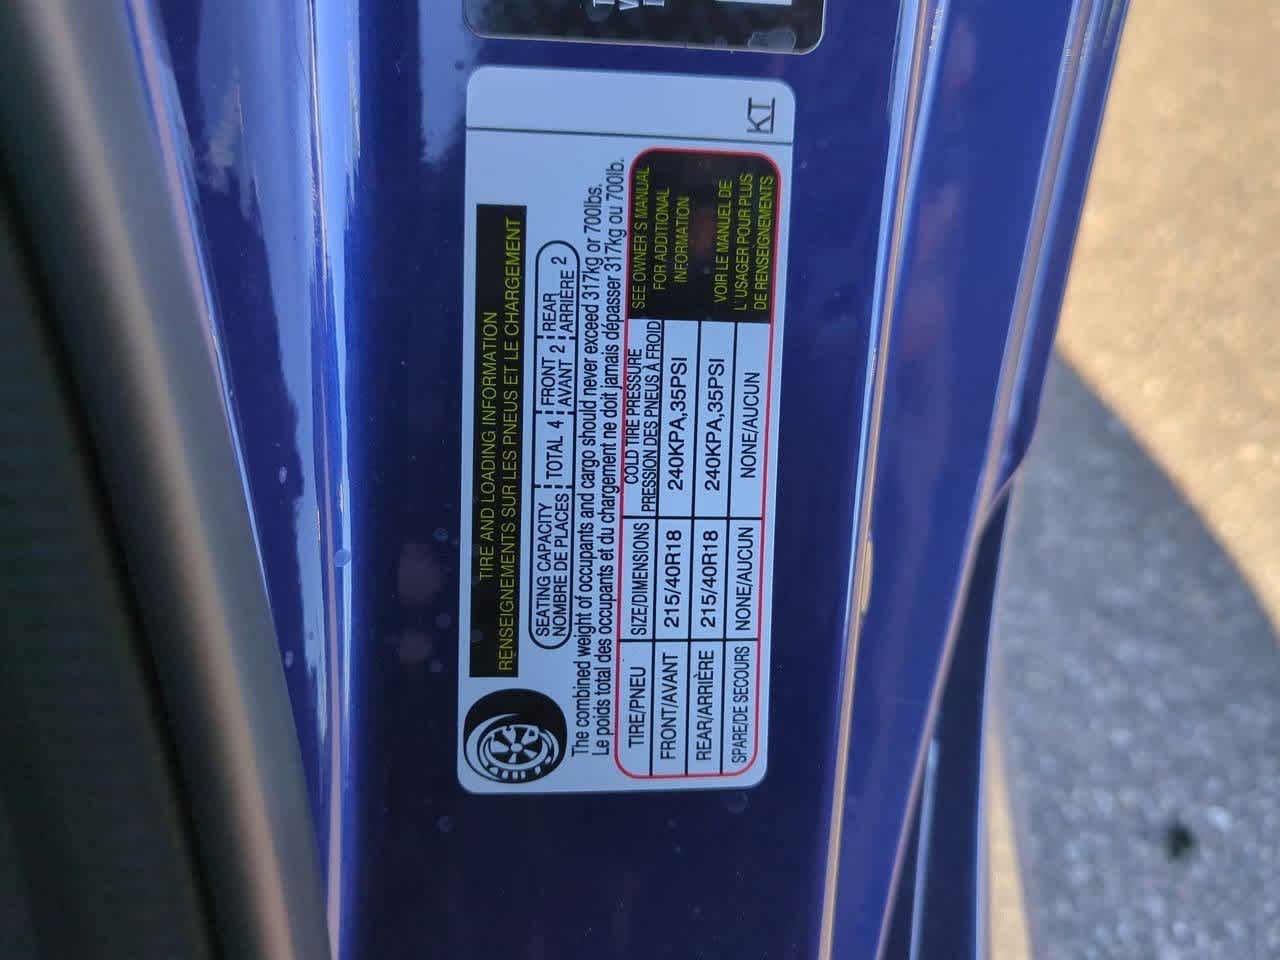 TIRE AND LOADING INFORMATION
RENSEIGNEMENTS SUR LES PNEUS ET LE CHARGEMENT
SEATING CAPACITY TOTAL 4 FRONT 2 REAR 2
NOMBRE DE PLACES AVANT ARRIÈRE
The combined weight of occupants and cargo should never exceed 317kg or 700lbs.
Le poids total des occupants et du chargement ne doit jamais dépasser 317kg ou 700lb.
TIRE/PNEU SIZE/DIMENSIONS COLD TIRE PRESSURE
PRESSION DES PNEUS À FROID
FRONT/AVANT 215/40R18 240KPA,35PSI
REAR/ARRIÈRE 215/40R18 240KPA,35PSI
SPARE/DE SECOURS NONE/AUCUN NONE/AUCUN
SEE OWNER'S MANUAL
FOR ADDITIONAL
INFORMATION
VOIR LE MANUEL DE
L'USAGER POUR PLUS
DE RENSEIGNEMENTS
KT